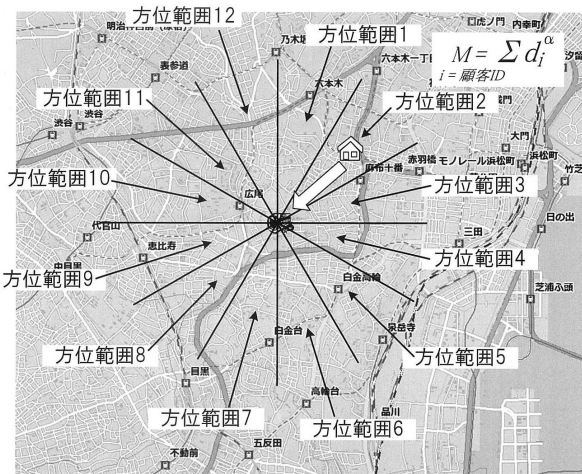 方位範囲12
虎ノ門
内幸町
乃木坂
方位範囲1
六本木一丁目
汐留
M = Σ d_i^α
i = 顧客ID
表参道
六本木
方位範囲11
方位範囲2
渋谷
渋谷
大門
赤羽橋
モノレール浜松町
浜松町
麻布十番
竹芝
方位範囲10
広尾
方位範囲3
代官山
日の出
恵比寿
三田
中目黒
方位範囲4
方位範囲9
白金高輪
芝浦ふ頭
泉岳寺
方位範囲8
白金台
方位範囲5
目黒
高輪台
品川
方位範囲7
方位範囲6
五反田
不動前